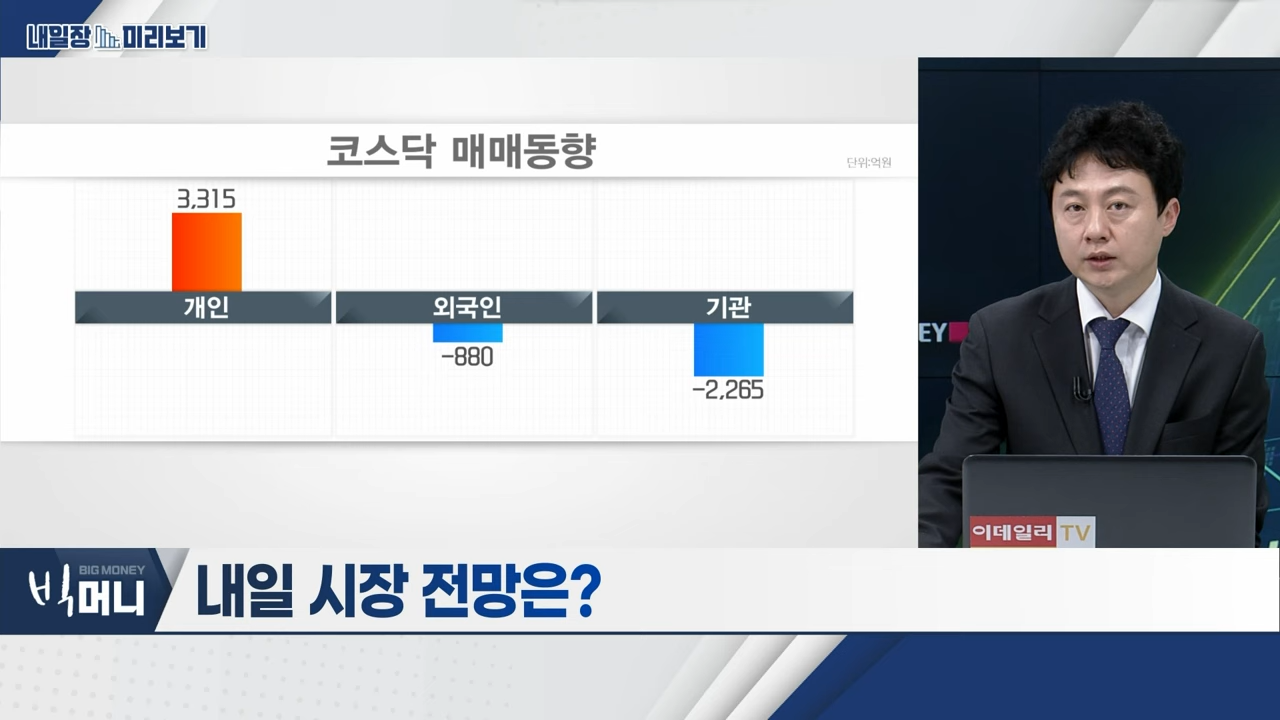 내일장 미리보기
코스닥 매매동향
단위:억원
3,315
개인 외국인 기관
-880
-2,265
EY
이데일리 TV
BIG MONEY
빅머니
내일 시장 전망은?